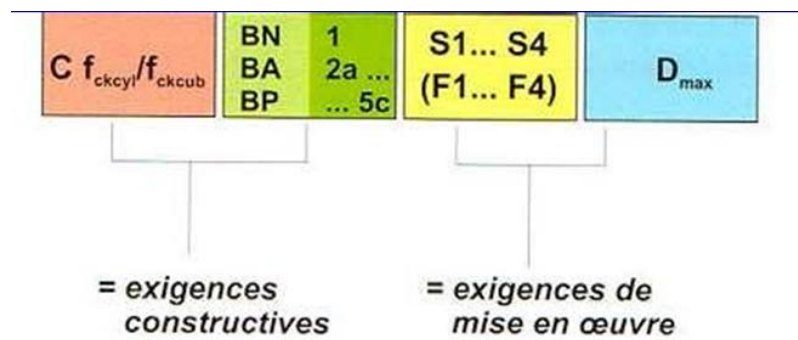 C fckcyl/fckcub
BN 1
BA 2a ...
BP ... 5c
S1... S4
(F1... F4)
Dmax
= exigences
constructives
= exigences de
mise en œuvre